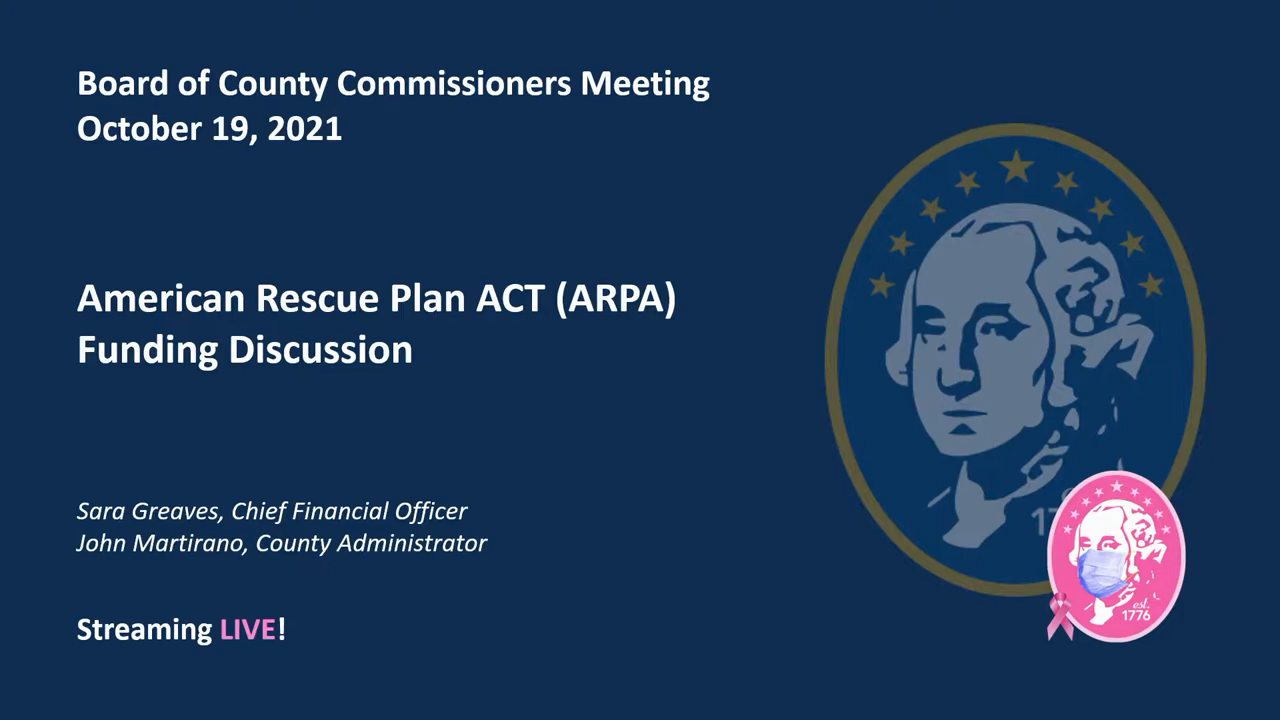 Board of County Commissioners Meeting
October 19, 2021
American Rescue Plan ACT (ARPA)
Funding Discussion
Sara Greaves, Chief Financial Officer
John Martirano, County Administrator
Streaming LIVE!
est.
1776